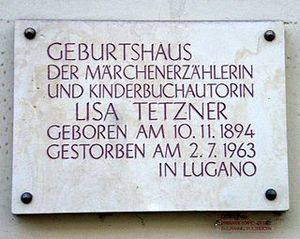 GEBURTSHAUS
DER MÄRCHENERZÄHLERIN
UND KINDERBUCHAUTORIN
LISA TETZNER
GEBOREN AM 10.11.1894
GESTORBEN AM 2.7.1963
IN LUGANO